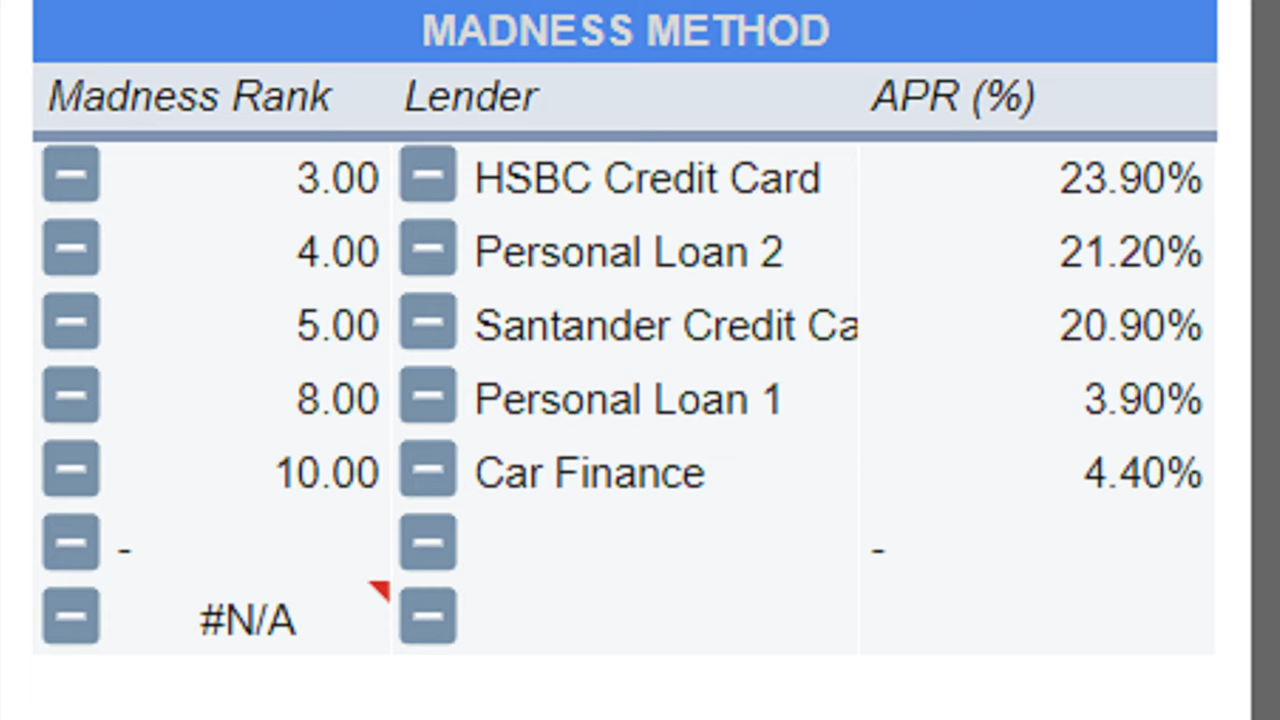 MADNESS METHOD
Madness Rank Lender APR (%)
3.00 HSBC Credit Card 23.90%
4.00 Personal Loan 2 21.20%
5.00 Santander Credit Ca 20.90%
8.00 Personal Loan 1 3.90%
10.00 Car Finance 4.40%
- -
#N/A